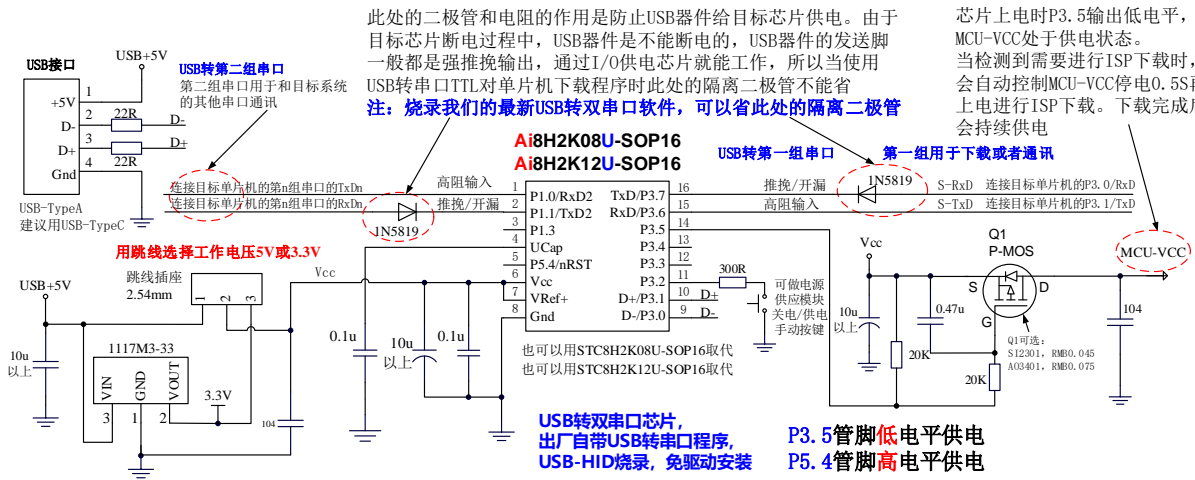 此处的二极管和电阻的作用是防止USB器件给目标芯片供电。由于
目标芯片断电过程中，USB器件是不能断电的，USB器件的发送脚
一般都是强推挽输出，通过I/O供电芯片就能工作，所以当使用
USB转串口TTL对单片机下载程序时此处的隔离二极管不能省
注：烧录我们的最新USB转双串口软件，可以省此处的隔离二极管
芯片上电时P3.5输出低电平，
MCU-VCC处于供电状态。
当检测到需要进行ISP下载时，
会自动控制MCU-VCC停电0.5S
上电进行ISP下载。下载完成
会持续供电
USB接口
USB+5V
+5V
D-
D+
Gnd
1
2
3
4
22R
22R
D-
D+
USB-TypeA
建议用USB-TypeC
USB转第二组串口
第二组串口用于和目标系统
的其他串口通讯
连接目标单片机的第n组串口的TxDn
连接目标单片机的第n组串口的RxDn
高阻输入
推挽/开漏
1N5819
Ai8H2K08U-SOP16
Ai8H2K12U-SOP16
1 P1.0/RxD2
2 P1.1/TxD2
3 P1.3
4 UCap
5 P5.4/nRST
6 Vcc
7 VRef+
8 Gnd
TxD/P3.7 16
RxD/P3.6 15
P3.5 14
P3.4 13
P3.3 12
P3.2 11
D+/P3.1 10 D+
D-/P3.0 9 D-
USB转第一组串口
第一组用于下载或者通讯
推挽/开漏
高阻输入
1N5819
S-RxD 连接目标单片机的P3.0/RxD
S-TxD 连接目标单片机的P3.1/TxD
300R
可做电源
供应模块
关电/供电
手动按键
Vcc
10u
以上
0.47u
20K
20K
Q1
P-MOS
S
D
G
Q1可选:
SI2301, RMB0.045
AO3401, RMB0.075
MCU-VCC
104
用跳线选择工作电压5V或3.3V
跳线插座
2.54mm
1
2
3
USB+5V
10u
以上
1117M3-33
VIN
GND
VOUT
3
1
2
3.3V
104
Vcc
0.1u
10u
以上
0.1u
也可以用STC8H2K08U-SOP16取代
也可以用STC8H2K12U-SOP16取代
USB转双串口芯片，
出厂自带USB转串口程序，
USB-HID烧录，免驱动安装
P3.5管脚低电平供电
P5.4管脚高电平供电